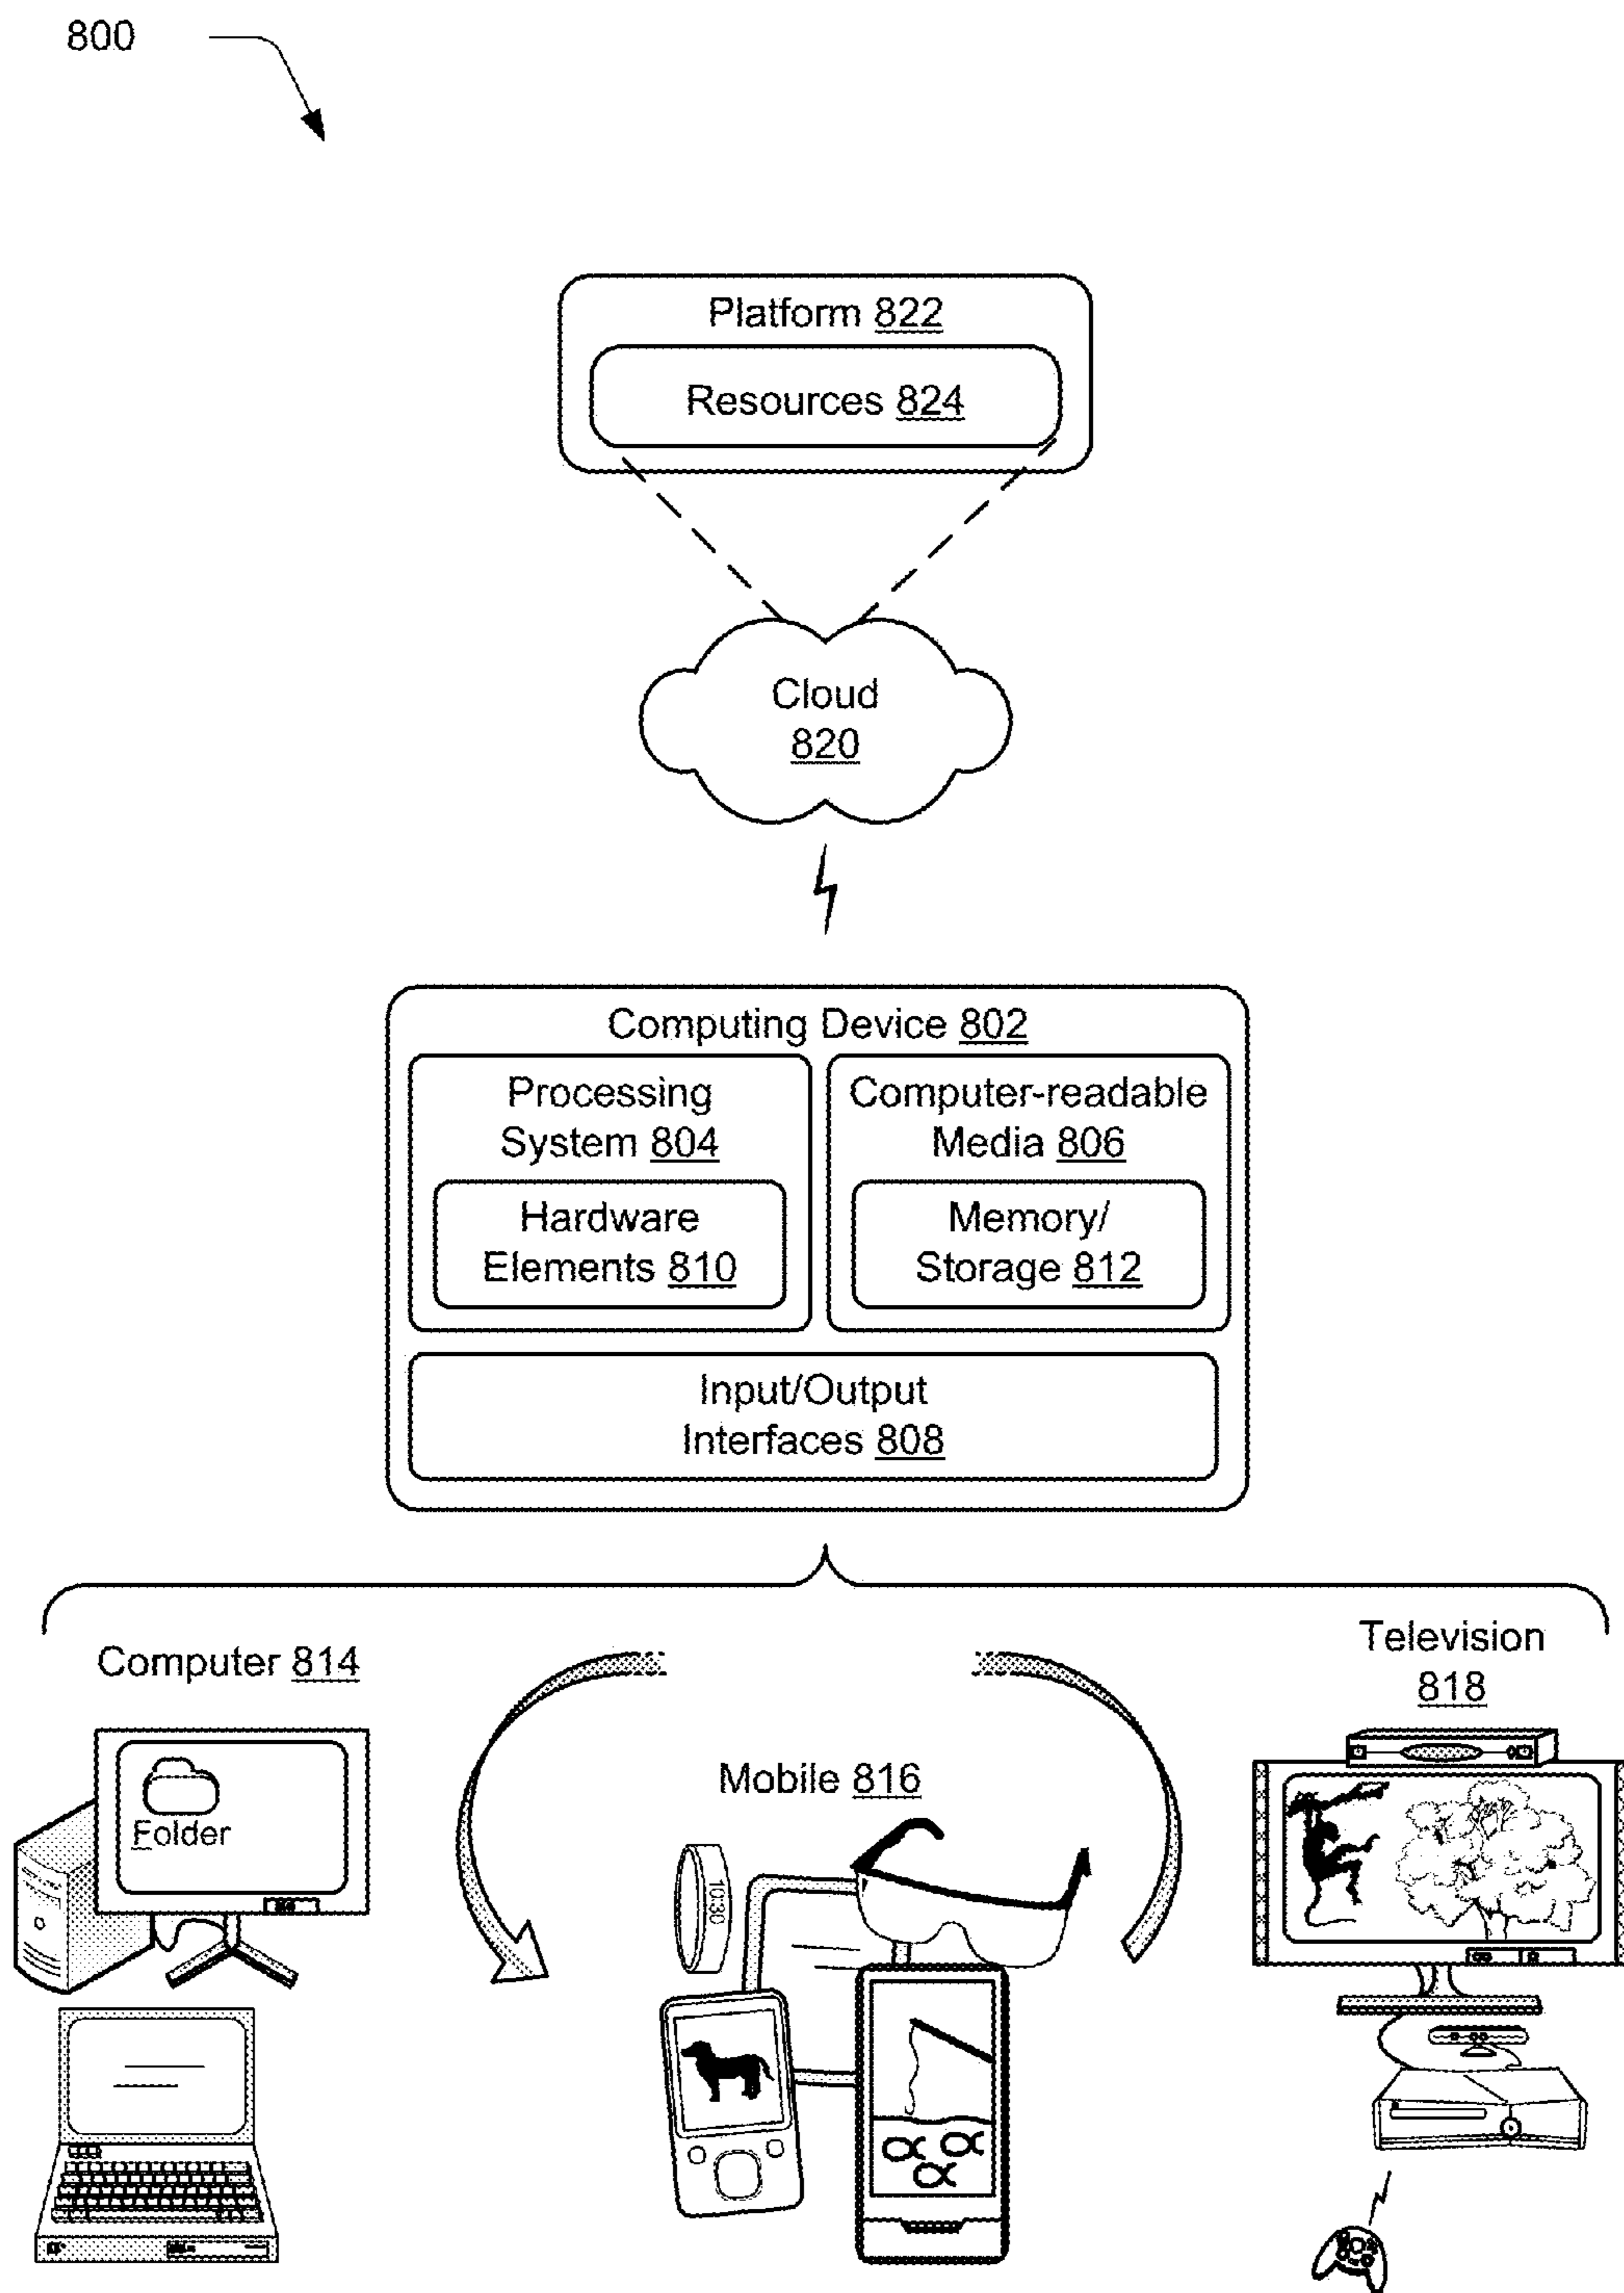 800
Platform 822
Resources 824
Cloud
820
Computing Device 802
Processing
System 804
Hardware
Elements 810
Computer-readable
Media 806
Memory/
Storage 812
Input/Output
Interfaces 808
Computer 814
Folder
Mobile 816
10:30
Television
818